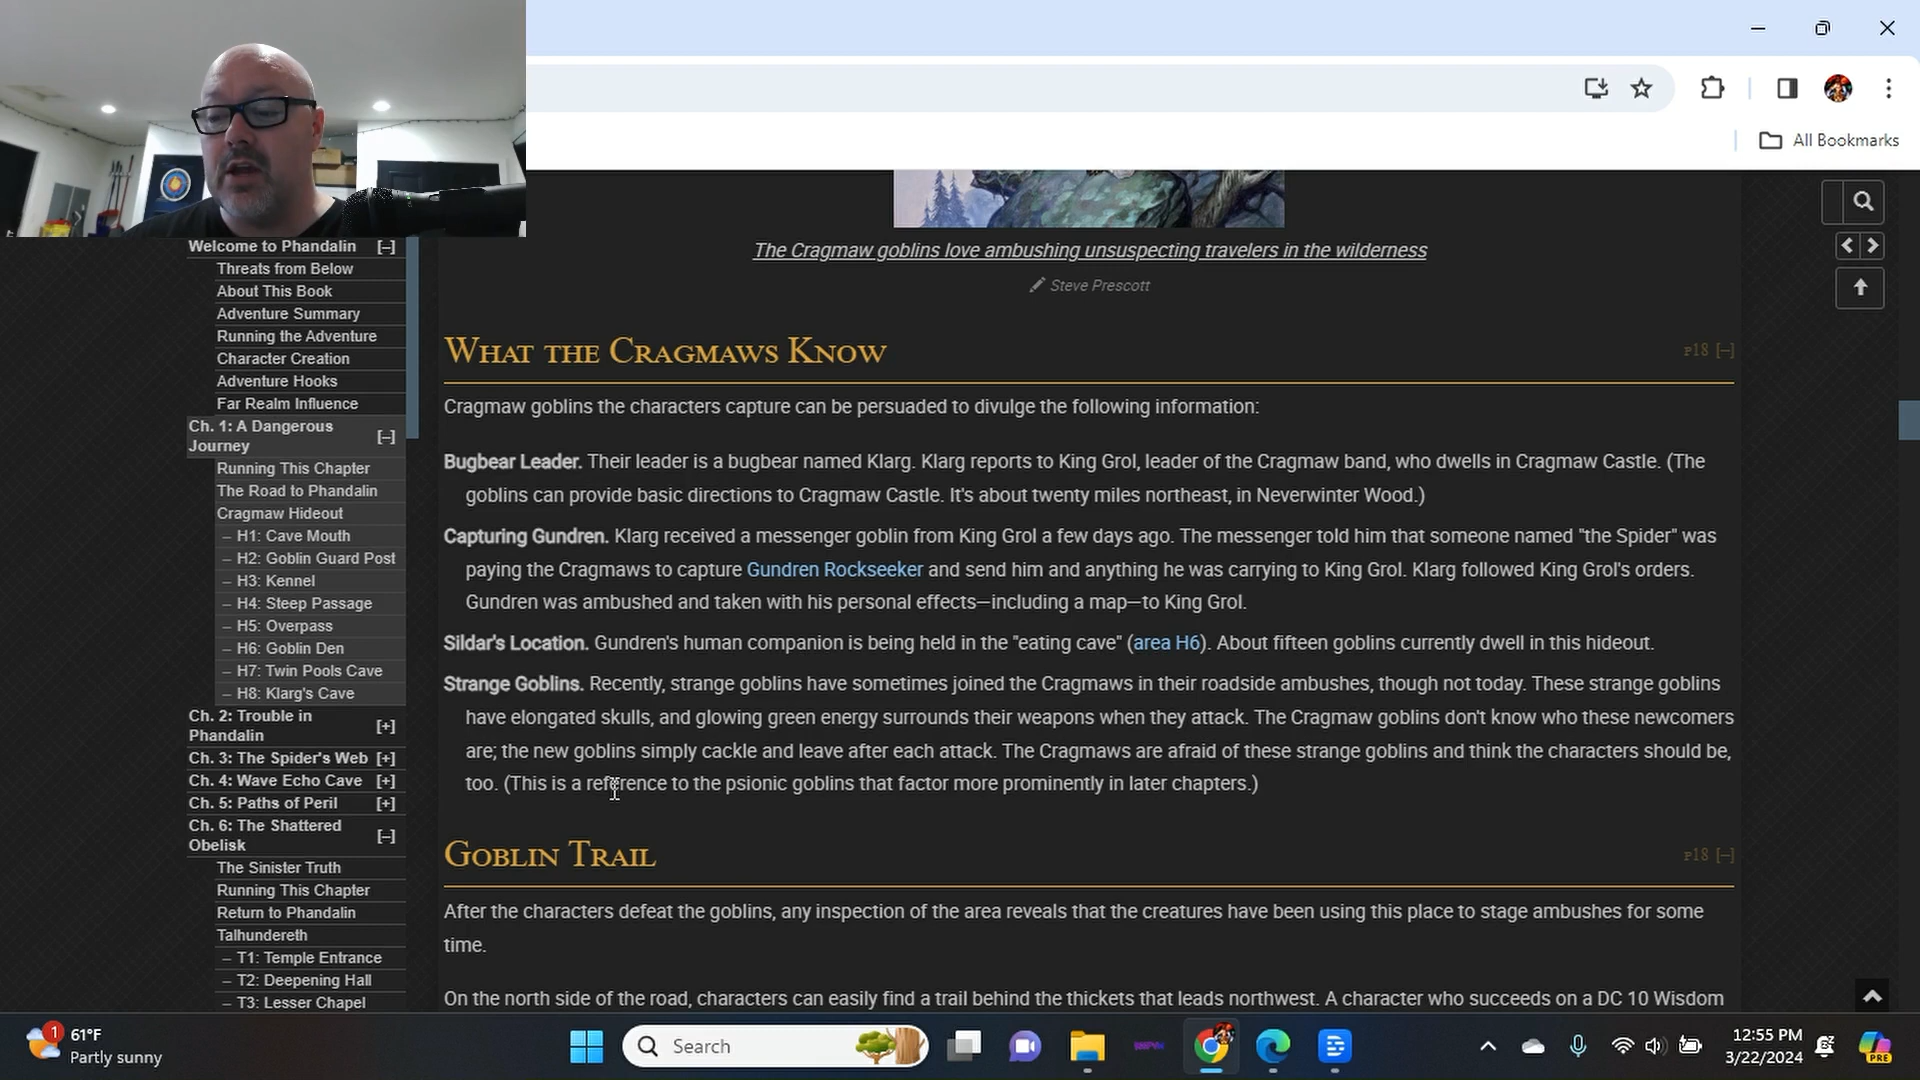 All Bookmarks
Welcome to Phandalin [–]
Threats from Below
About This Book
Adventure Summary
Running the Adventure
Character Creation
Adventure Hooks
Far Realm Influence
Ch. 1: A Dangerous
Journey [–]
Running This Chapter
The Road to Phandalin
Cragmaw Hideout
– H1: Cave Mouth
– H2: Goblin Guard Post
– H3: Kennel
– H4: Steep Passage
– H5: Overpass
– H6: Goblin Den
– H7: Twin Pools Cave
– H8: Klarg's Cave
Ch. 2: Trouble in
Phandalin [+]
Ch. 3: The Spider's Web [+]
Ch. 4: Wave Echo Cave [+]
Ch. 5: Paths of Peril [+]
Ch. 6: The Shattered
Obelisk [–]
The Sinister Truth
Running This Chapter
Return to Phandalin
Talhundereth
– T1: Temple Entrance
– T2: Deepening Hall
– T3: Lesser Chapel
The Cragmaw goblins love ambushing unsuspecting travelers in the wilderness
Steve Prescott
What the Cragmaws Know p18 [–]
Cragmaw goblins the characters capture can be persuaded to divulge the following information:
Bugbear Leader. Their leader is a bugbear named Klarg. Klarg reports to King Grol, leader of the Cragmaw band, who dwells in Cragmaw Castle. (The
goblins can provide basic directions to Cragmaw Castle. It's about twenty miles northeast, in Neverwinter Wood.)
Capturing Gundren. Klarg received a messenger goblin from King Grol a few days ago. The messenger told him that someone named "the Spider" was
paying the Cragmaws to capture Gundren Rockseeker and send him and anything he was carrying to King Grol. Klarg followed King Grol's orders.
Gundren was ambushed and taken with his personal effects—including a map—to King Grol.
Sildar's Location. Gundren's human companion is being held in the "eating cave" (area H6). About fifteen goblins currently dwell in this hideout.
Strange Goblins. Recently, strange goblins have sometimes joined the Cragmaws in their roadside ambushes, though not today. These strange goblins
have elongated skulls, and glowing green energy surrounds their weapons when they attack. The Cragmaw goblins don't know who these newcomers
are; the new goblins simply cackle and leave after each attack. The Cragmaws are afraid of these strange goblins and think the characters should be,
too. (This is a reference to the psionic goblins that factor more prominently in later chapters.)
Goblin Trail p18 [–]
After the characters defeat the goblins, any inspection of the area reveals that the creatures have been using this place to stage ambushes for some
time.
On the north side of the road, characters can easily find a trail behind the thickets that leads northwest. A character who succeeds on a DC 10 Wisdom
1
61°F
Partly sunny
Search
12:55 PM
3/22/2024
PRE